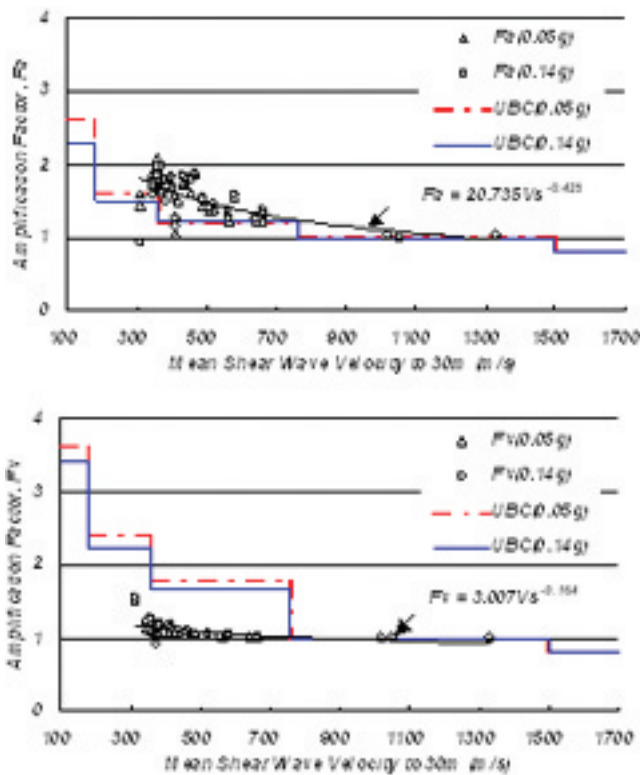 4
3
2
1
0
Amplification Factor, Fa
Fa(0.05g)
Fa(0.14g)
UBC(0.05g)
UBC(0.14g)
Fa = 20.735Vs
100 300 500 700 900 1100 1300 1500 1700
Mean Shear Wave Velocity to 30m (m/s)
4
3
2
1
0
Amplification Factor, Fv
Fv(0.05g)
Fv(0.14g)
UBC(0.05g)
UBC(0.14g)
Fv = 3.007Vs
100 300 500 700 900 1100 1300 1500 1700
Mean Shear Wave Velocity to 30m (m/s)